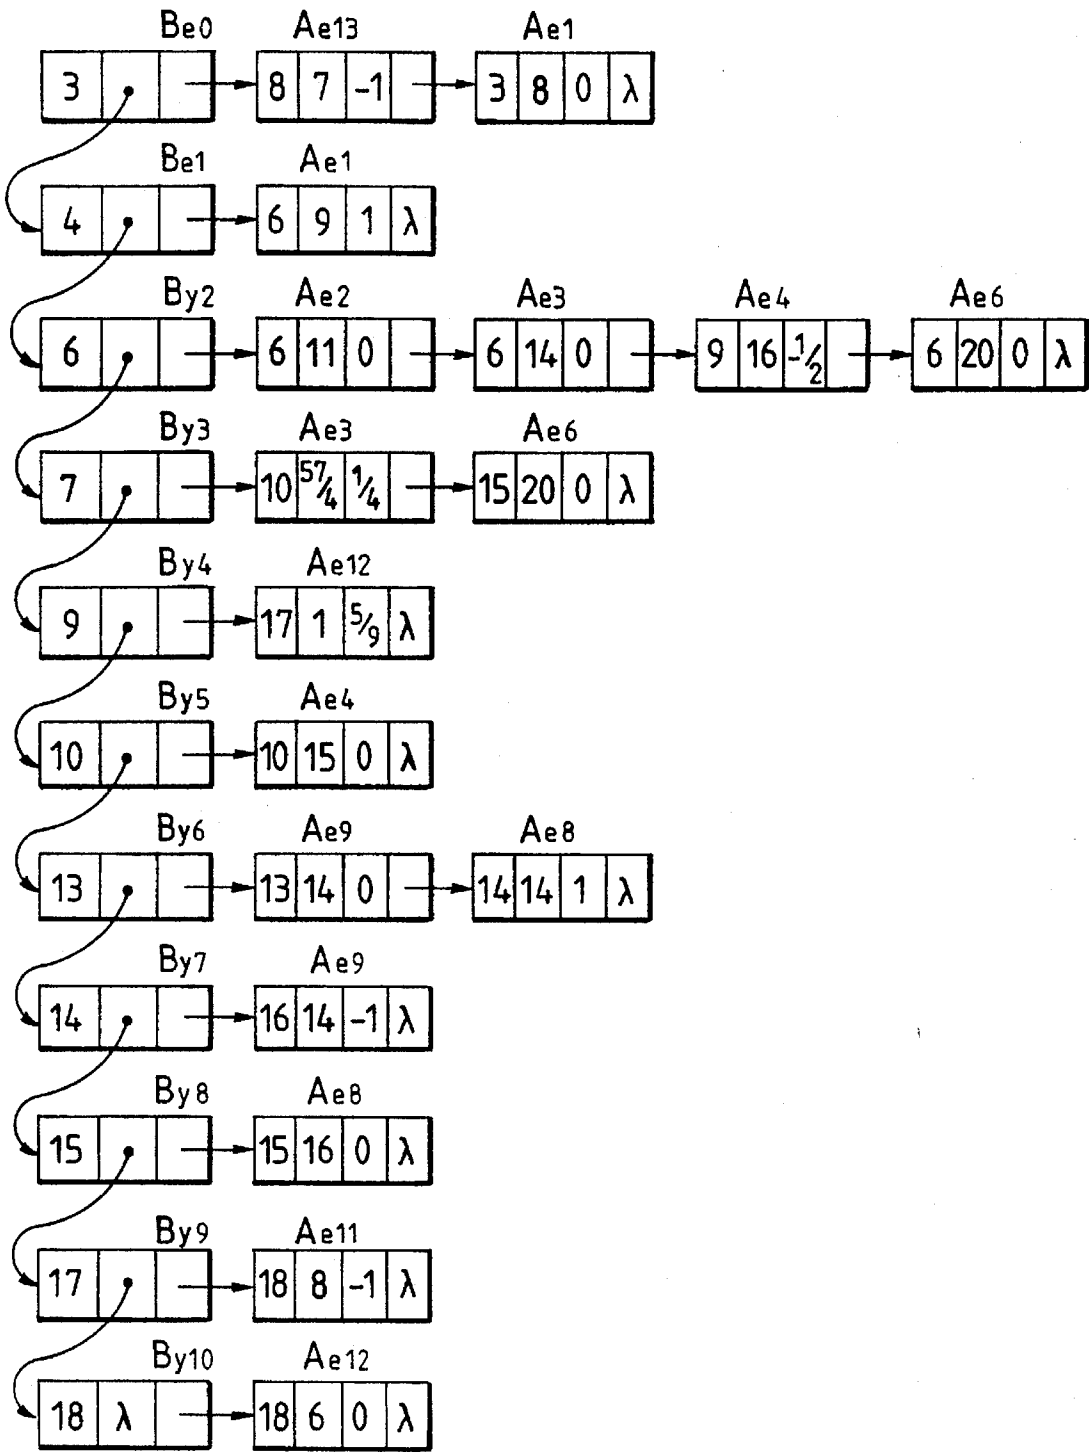 Be0 Ae13 Ae1
3 8 7 -1 3 8 0 λ
Be1 Ae1
4 6 9 1 λ
By2 Ae2 Ae3 Ae4 Ae6
6 6 11 0 6 14 0 9 16 -1/2 6 20 0 λ
By3 Ae3 Ae6
7 10 57/4 1/4 15 20 0 λ
By4 Ae12
9 17 1 5/9 λ
By5 Ae4
10 10 15 0 λ
By6 Ae9 Ae8
13 13 14 0 14 14 1 λ
By7 Ae9
14 16 14 -1 λ
By8 Ae8
15 15 16 0 λ
By9 Ae11
17 18 8 -1 λ
By10 Ae12
18 λ 18 6 0 λ